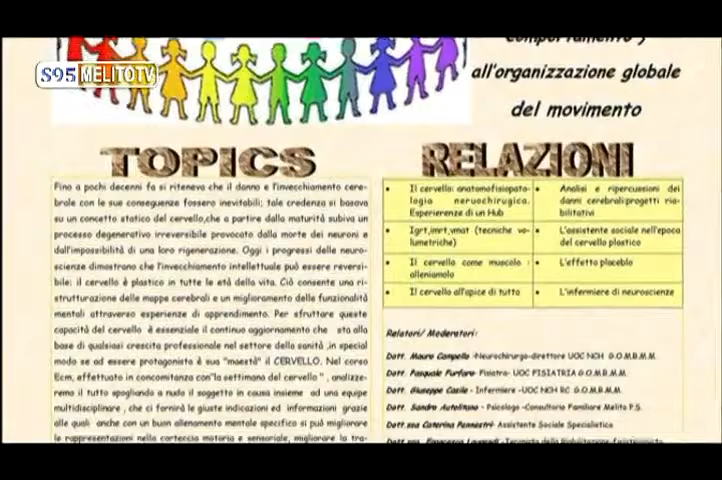 S95 MELITOTV
comportamento)
all'organizzazione globale
del movimento
TOPICS
Fino a pochi decenni fa si riteneva che il danno e l'invecchiamento cere-
brale con le sue conseguenze fossero inevitabili; tale credenza si basava
su un concetto statico del cervello,che a partire dalla maturità subiva un
processo degenerativo irreversibile provocato dalla morte dei neuroni e
dall'impossibilità di una loro rigenerazione. Oggi i progressi delle neuro-
scienze dimostrano che l'invecchiamento intellettuale può essere reversi-
bile: il cervello è plastico in tutte le età della vita. Ciò consente una ri-
strutturazione delle mappe cerebrali e un miglioramento delle funzionalità
mentali attraverso esperienze di apprendimento. Per sfruttare queste
capacità del cervello è essenziale il continuo aggiornamento che sta alla
base di qualsiasi crescita professionale nel settore della sanità ,in special
modo se ad essere protagonista è sua "maestà" il CERVELLO. Nel corso
Ecm, effettuato in concomitanza con"la settimana del cervello" , analizze-
remo il tutto spogliando a nudo il soggetto in causa insieme ad una equipe
multidisciplinare , che ci fornirà le giuste indicazioni ed informazioni grazie
alle quali anche con un buon allenamento mentale specifico si può migliorare
le rappresentazioni nella corteccia motoria e sensoriale, migliorare la tra-
RELAZIONI
• Il cervello: anatomofisiopato-
logia neruochirugica.
Esperierenze di un Hub
• Analisi e ripercussioni dei
danni cerebrali:progetti ria-
bilitativi
• Igrt,imrt,vmat (tecniche vo-
lumetriche)
• L'assistente sociale nell'epoca
del cervello plastico
• Il cervello come muscolo :
alleniamolo
• L'effetto placebo
• Il cervello all'apice di tutto
• L'infermiere di neuroscienze
Relatori/ Moderatori:
Dott. Mauro Campello -Neurochirurgo-direttore UOC NCH G.O.M.B.M.M.
Dott. Pasquale Furfaro- Fisiatra- UOC FISIATRIA G.O.M.B.M.M.
Dott. Giuseppe Casile - Infermiere -UOC NCH RC G.O.M.B.M.M.
Dott. Sandro Autolitano - Psicologo -Consultorio Familiare Melito P.S.
Dott.ssa Caterina Pennestrì- Assistente Sociale Specialistica